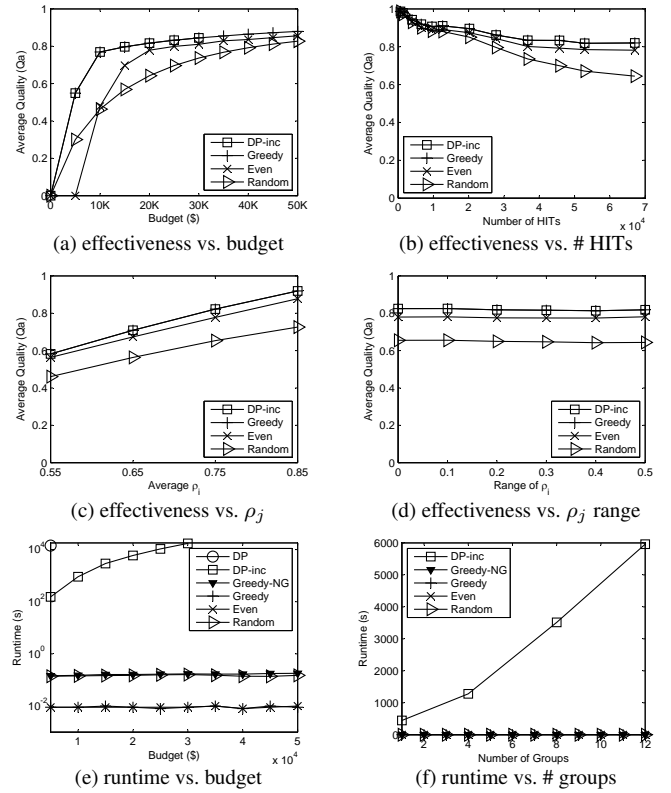 1
0.8
0.6
0.4
0.2
0
Average Quality (Qa)
DP-inc
Greedy
Even
Random
0 10K 20K 30K 40K 50K
Budget ($)
(a) effectiveness vs. budget
1
0.8
0.6
0.4
0.2
0
Average Quality (Qa)
DP-inc
Greedy
Even
Random
0 1 2 3 4 5 6 7
x 10^4
Number of HITs
(b) effectiveness vs. # HITs
1
0.8
0.6
0.4
0.2
0
Average Quality (Qa)
DP-inc
Greedy
Even
Random
0.55 0.65 0.75 0.85
Average ρ_i
(c) effectiveness vs. ρ_j
1
0.8
0.6
0.4
0.2
0
Average Quality (Qa)
DP-inc
Greedy
Even
Random
0 0.1 0.2 0.3 0.4 0.5
Range of ρ_i
(d) effectiveness vs. ρ_j range
10^4
10^2
10^0
10^-2
Runtime (s)
DP
DP-inc
Greedy-NG
Greedy
Even
Random
1 2 3 4 5
x 10^4
Budget ($)
(e) runtime vs. budget
6000
5000
4000
3000
2000
1000
0
Runtime (s)
DP-inc
Greedy-NG
Greedy
Even
Random
2 4 6 8 10 12
Number of Groups
(f) runtime vs. # groups